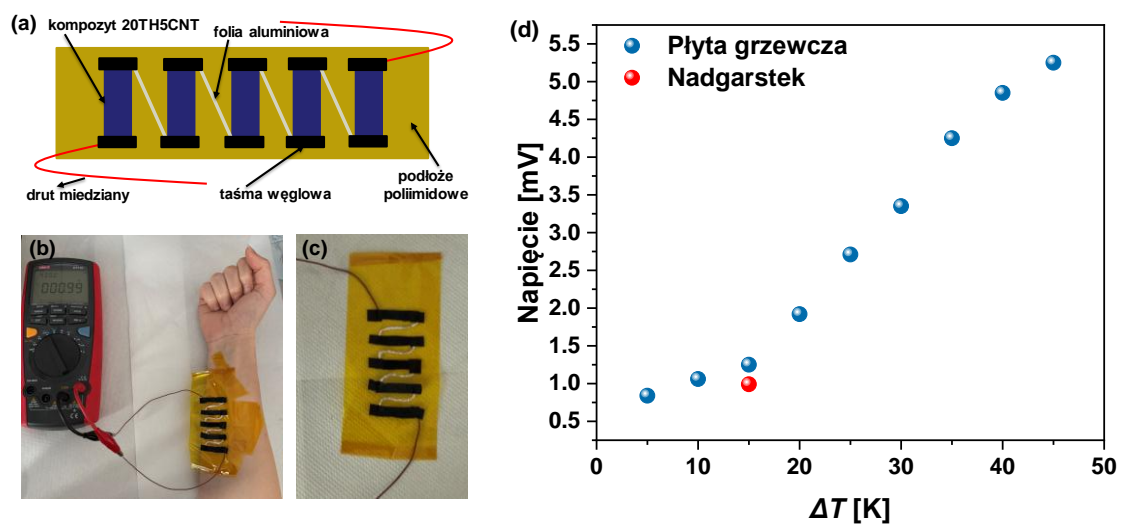 (a)
kompozyt 20TH5CNT
folia aluminiowa
drut miedziany
taśma węglowa
podłoże
poliimidowe
(b)
000.99
(c)
(d)
Płyta grzewcza
Nadgarstek
Napięcie [mV]
5.5
5.0
4.5
4.0
3.5
3.0
2.5
2.0
1.5
1.0
0.5
0
10
20
30
40
50
ΔT [K]